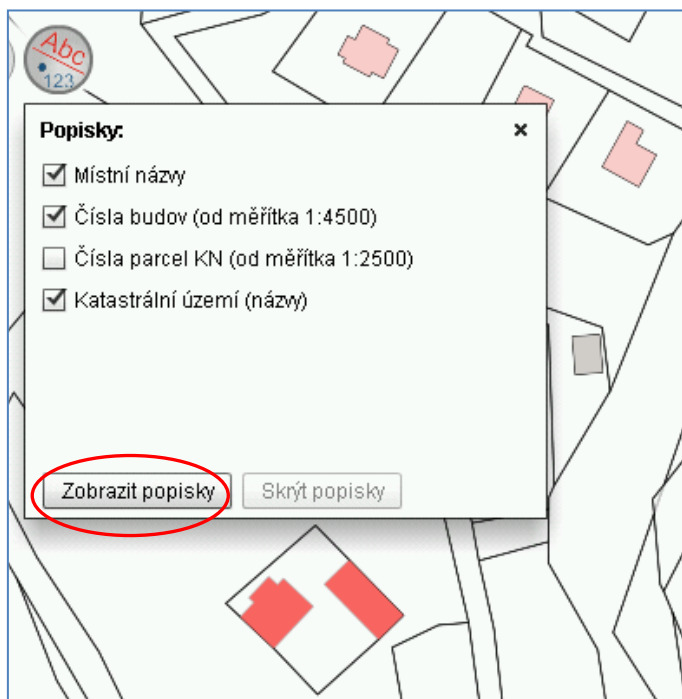 Abc
123
Popisky:
Místní názvy
Čísla budov (od měřítka 1:4500)
Čísla parcel KN (od měřítka 1:2500)
Katastrální území (názvy)
Zobrazit popisky
Skrýt popisky